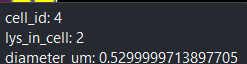 cell_id: 4
lys_in_cell: 2
diameter_um: 0.5299999713897705